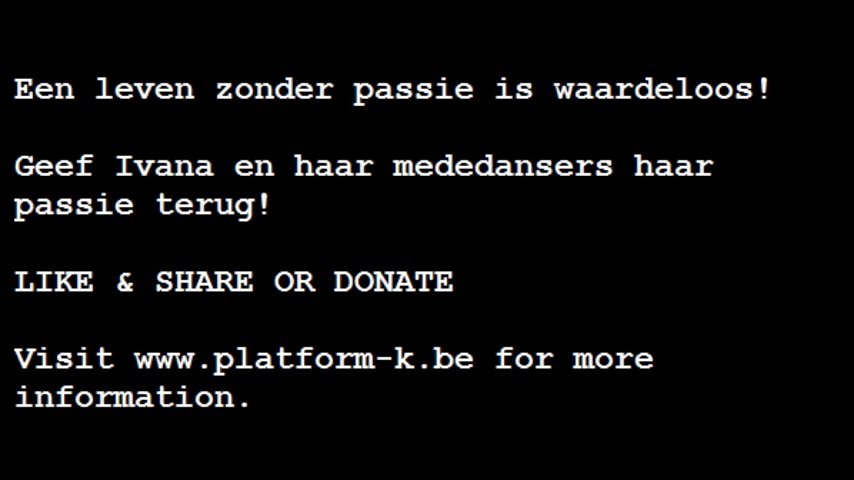 Een leven zonder passie is waardeloos!
Geef Ivana en haar mededansers haar
passie terug!
LIKE & SHARE OR DONATE
Visit www.platform-k.be for more
information.